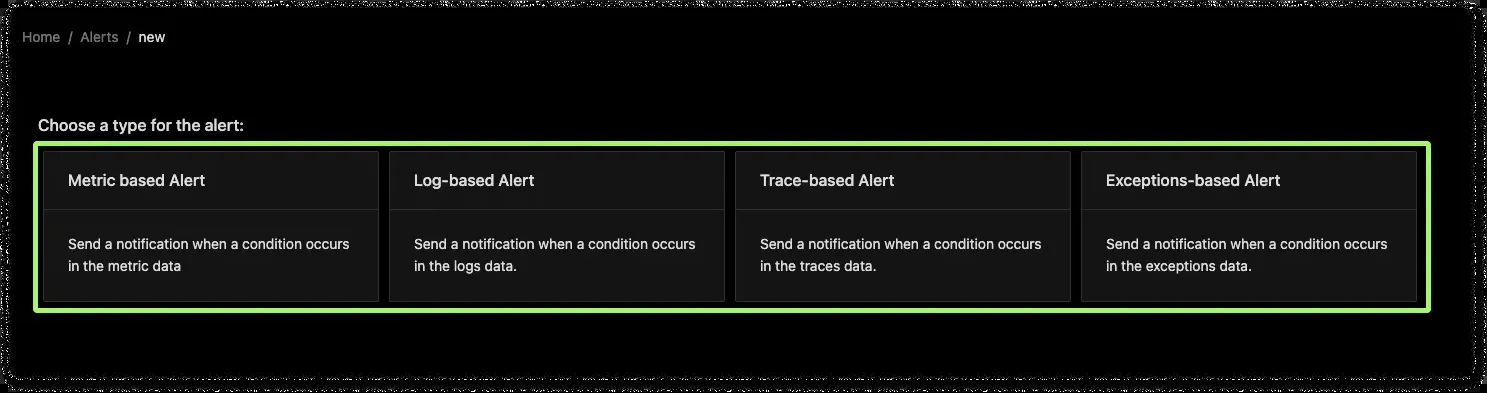 Home / Alerts / new
Choose a type for the alert:
Metric based Alert
Send a notification when a condition occurs
in the metric data
Log-based Alert
Send a notification when a condition occurs
in the logs data.
Trace-based Alert
Send a notification when a condition occurs
in the traces data.
Exceptions-based Alert
Send a notification when a condition occurs
in the exceptions data.